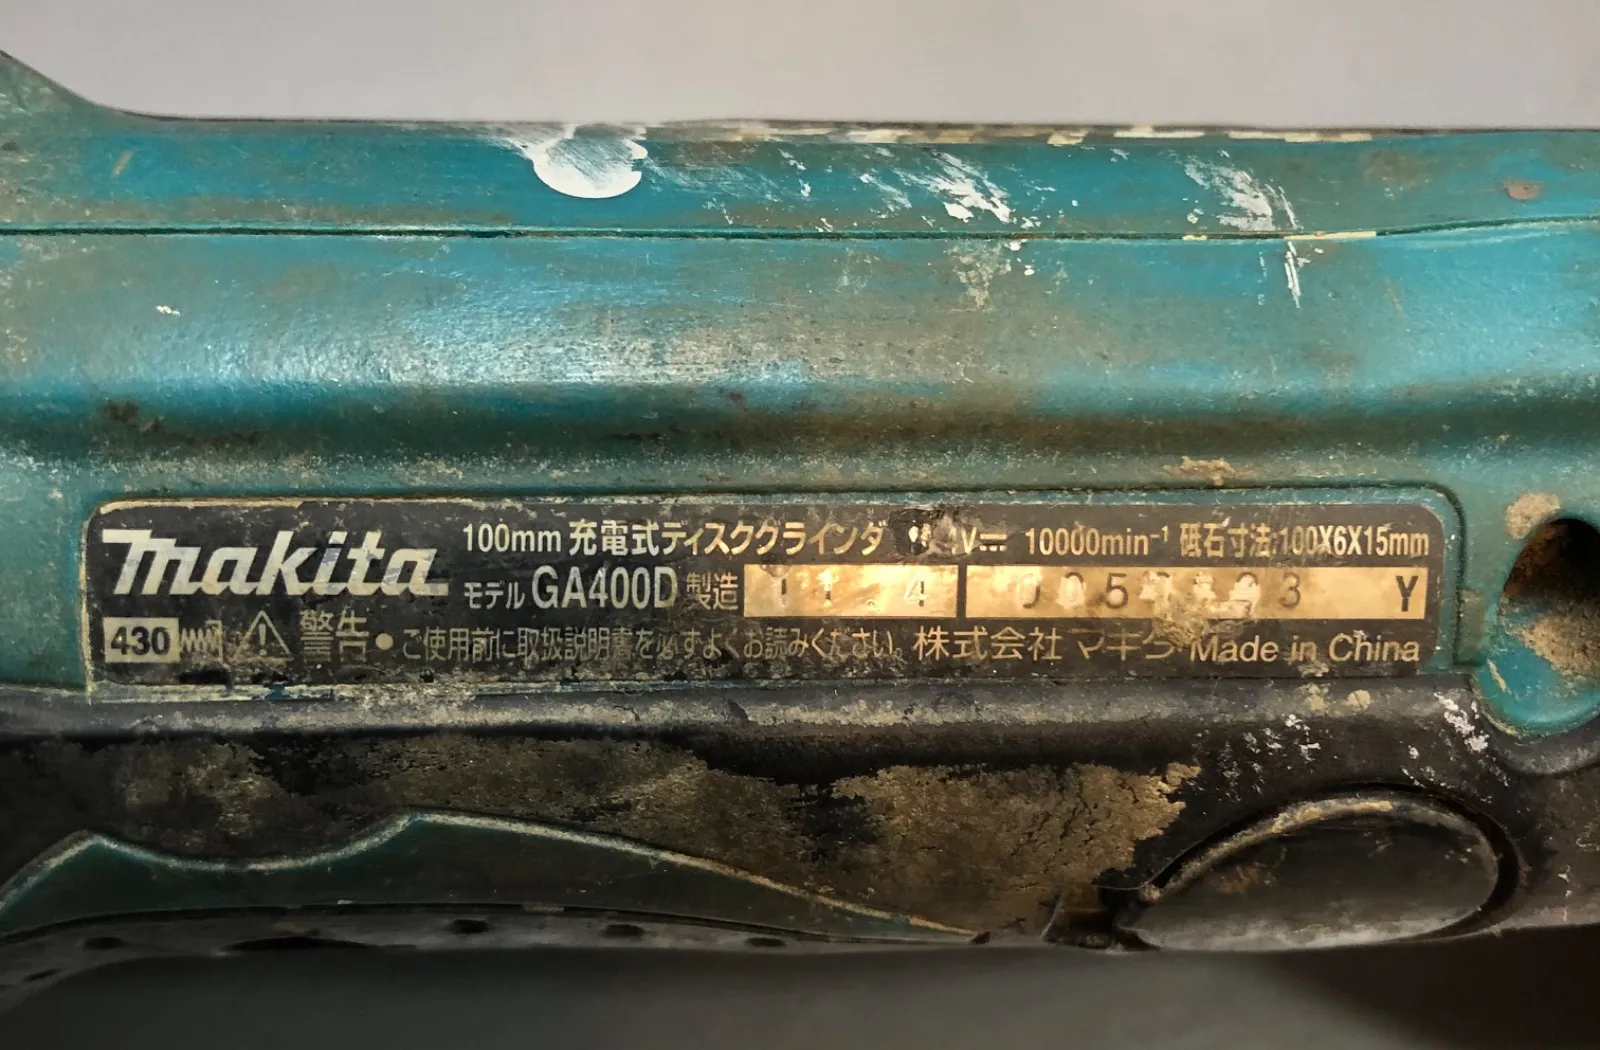 makita
100mm 充電式ディスクグラインダ V⎓ 10000min⁻¹ 砥石寸法:100X6X15mm
モデル GA400D 製造 11. 4 Y
430 警告 • ご使用前に取扱説明書を必ずよくお読みください。 株式会社 マキタ Made in China